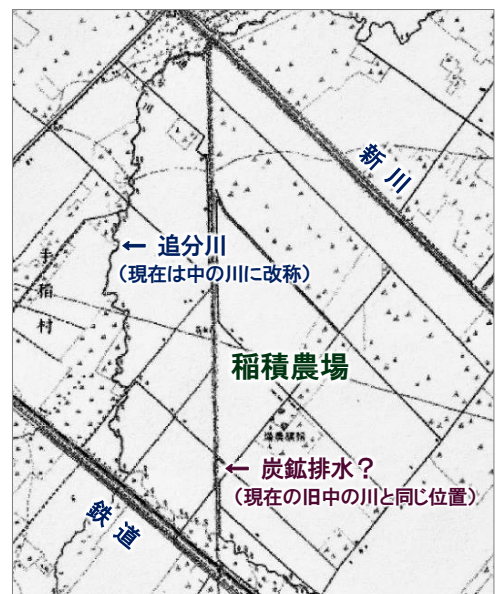 新川
← 追分川
（現在は中の川に改称）
手稲村
稲積農場
← 炭鉱排水？
（現在の旧中の川と同じ位置）
鉄道